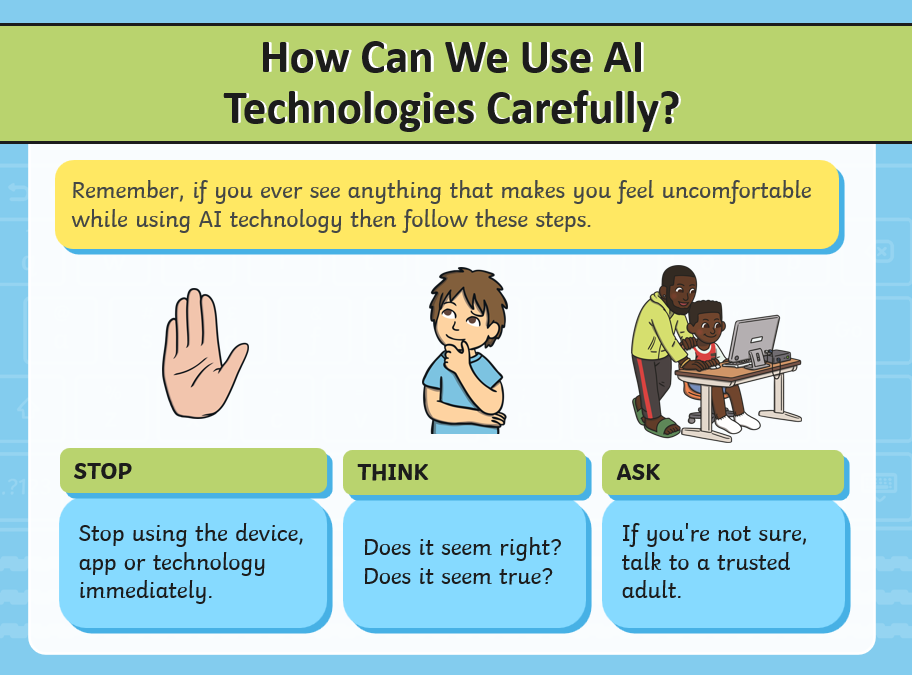 How Can We Use AI
Technologies Carefully?
Remember, if you ever see anything that makes you feel uncomfortable
while using AI technology then follow these steps.
STOP
Stop using the device,
app or technology
immediately.
THINK
Does it seem right?
Does it seem true?
ASK
If you're not sure,
talk to a trusted
adult.
.?1